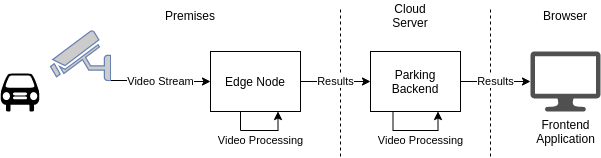 Premises
Cloud
Server
Browser
Video Stream
Edge Node
Results
Parking
Backend
Results
Video Processing
Video Processing
Frontend
Application